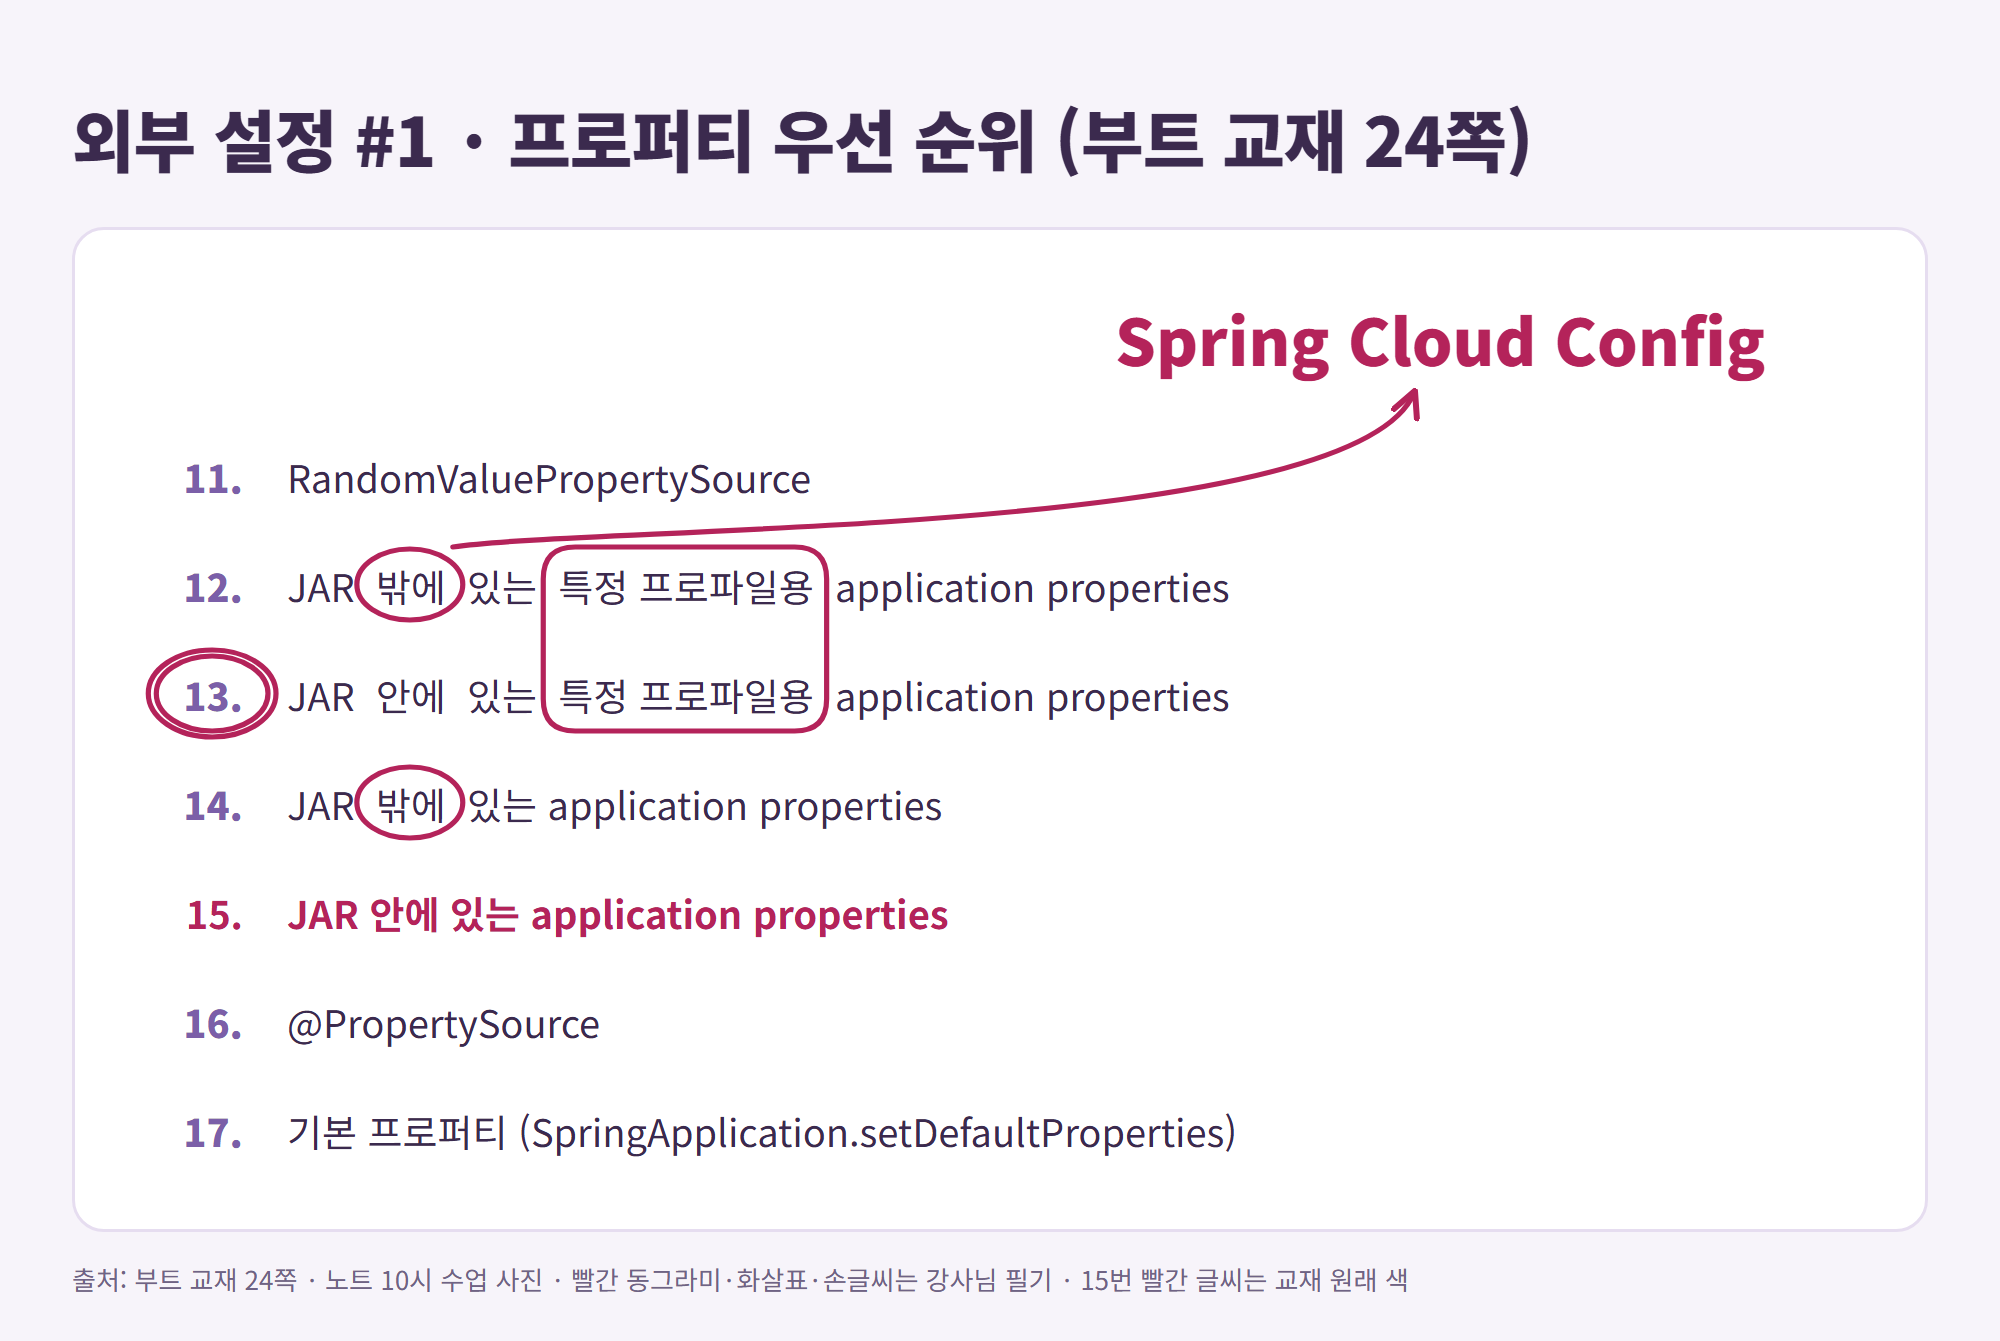 외부 설정 #1 · 프로퍼티 우선 순위 (부트 교재 24쪽)
Spring Cloud Config
11. RandomValuePropertySource
12. JAR 밖에 있는 특정 프로파일용 application properties
13. JAR 안에 있는 특정 프로파일용 application properties
14. JAR 밖에 있는 application properties
15. JAR 안에 있는 application properties
16. @PropertySource
17. 기본 프로퍼티 (SpringApplication.setDefaultProperties)
출처: 부트 교재 24쪽 · 노트 10시 수업 사진 · 빨간 동그라미·화살표·손글씨는 강사님 필기 · 15번 빨간 글씨는 교재 원래 색